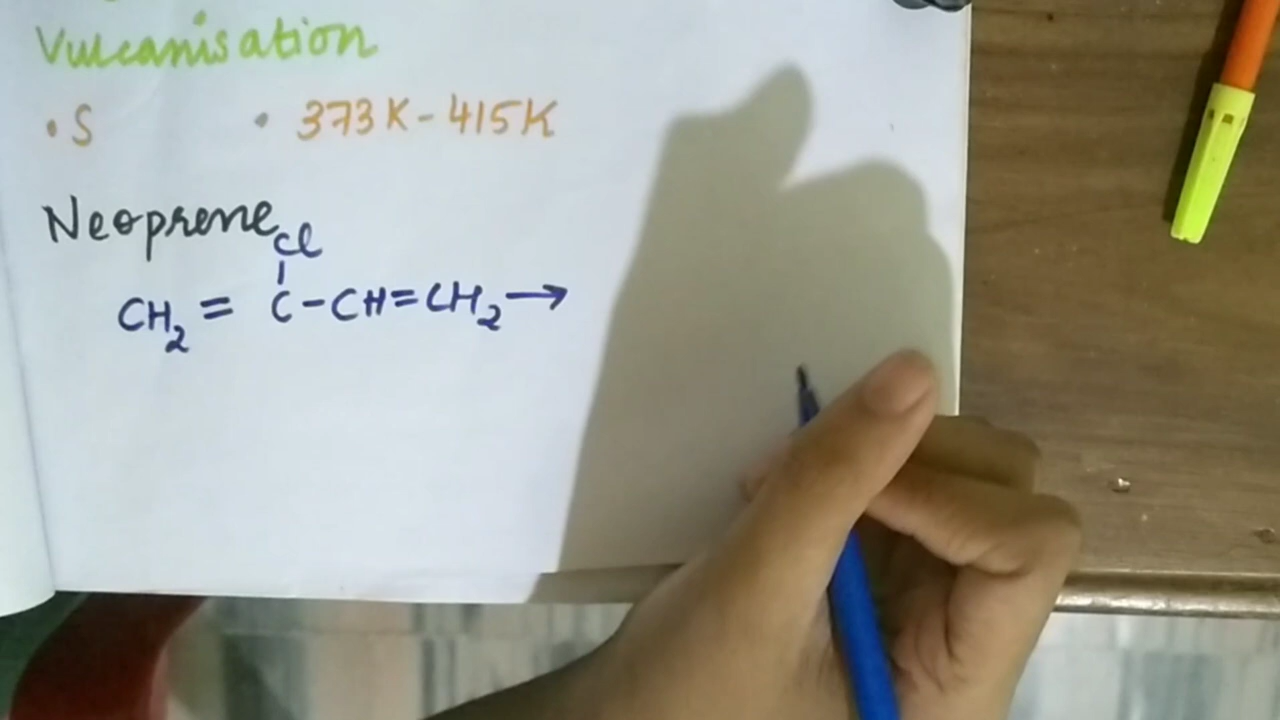 Vulcanisation
• S • 373K - 415K
Neoprene
Cl
CH₂ = C - CH = CH₂ →